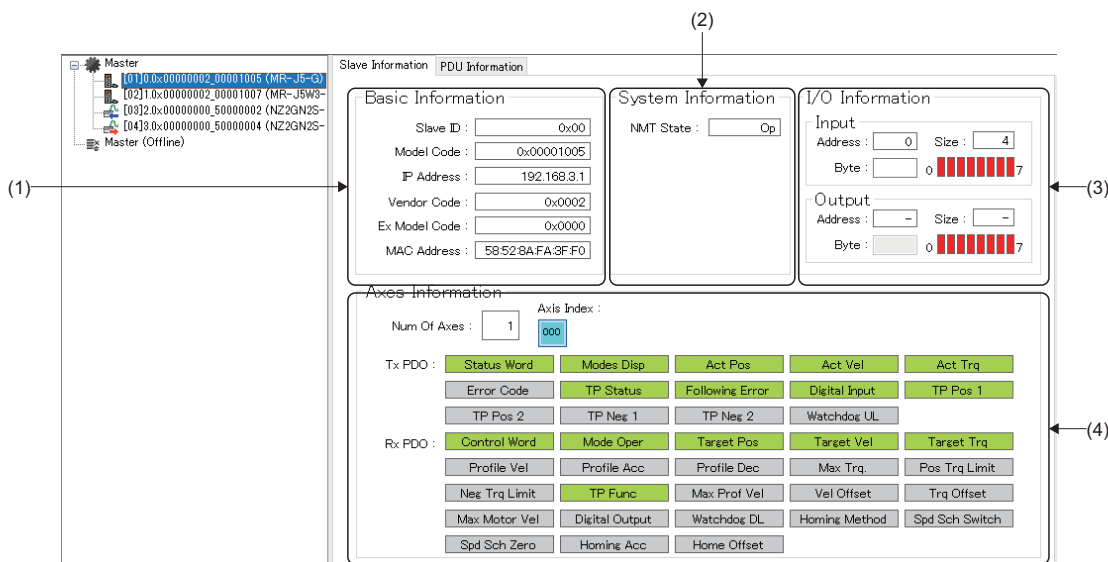 (2)
Master
[01]0.0x00000002_00001005 (MR-J5-G)
[02]1.0x00000002_00001007 (MR-J5W3-
[03]2.0x00000000_50000002 (NZ2GN2S-
[04]3.0x00000000_50000004 (NZ2GN2S-
Master (Offline)
Slave Information PDU Information
(1)
Basic Information
Slave ID : 0x00
Model Code : 0x00001005
IP Address : 192.168.3.1
Vendor Code : 0x0002
Ex Model Code : 0x0000
MAC Address : 58:52:8A:FA:3F:F0
System Information
NMT State : Op
I/O Information
Input
Address : 0 Size : 4
Byte : 0 7
Output
Address : - Size : -
Byte : 0 7
(3)
Axes Information
Num Of Axes : 1 Axis Index :
000
Tx PDO : Status Word Modes Disp Act Pos Act Vel Act Trq
Error Code TP Status Following Error Digital Input TP Pos 1
TP Pos 2 TP Neg 1 TP Neg 2 Watchdog UL
Rx PDO : Control Word Mode Oper Target Pos Target Vel Target Trq
Profile Vel Profile Acc Profile Dec Max Trq. Pos Trq Limit
Neg Trq Limit TP Func Max Prof Vel Vel Offset Trq Offset
Max Motor Vel Digital Output Watchdog DL Homing Method Spd Sch Switch
Spd Sch Zero Homing Acc Home Offset
(4)